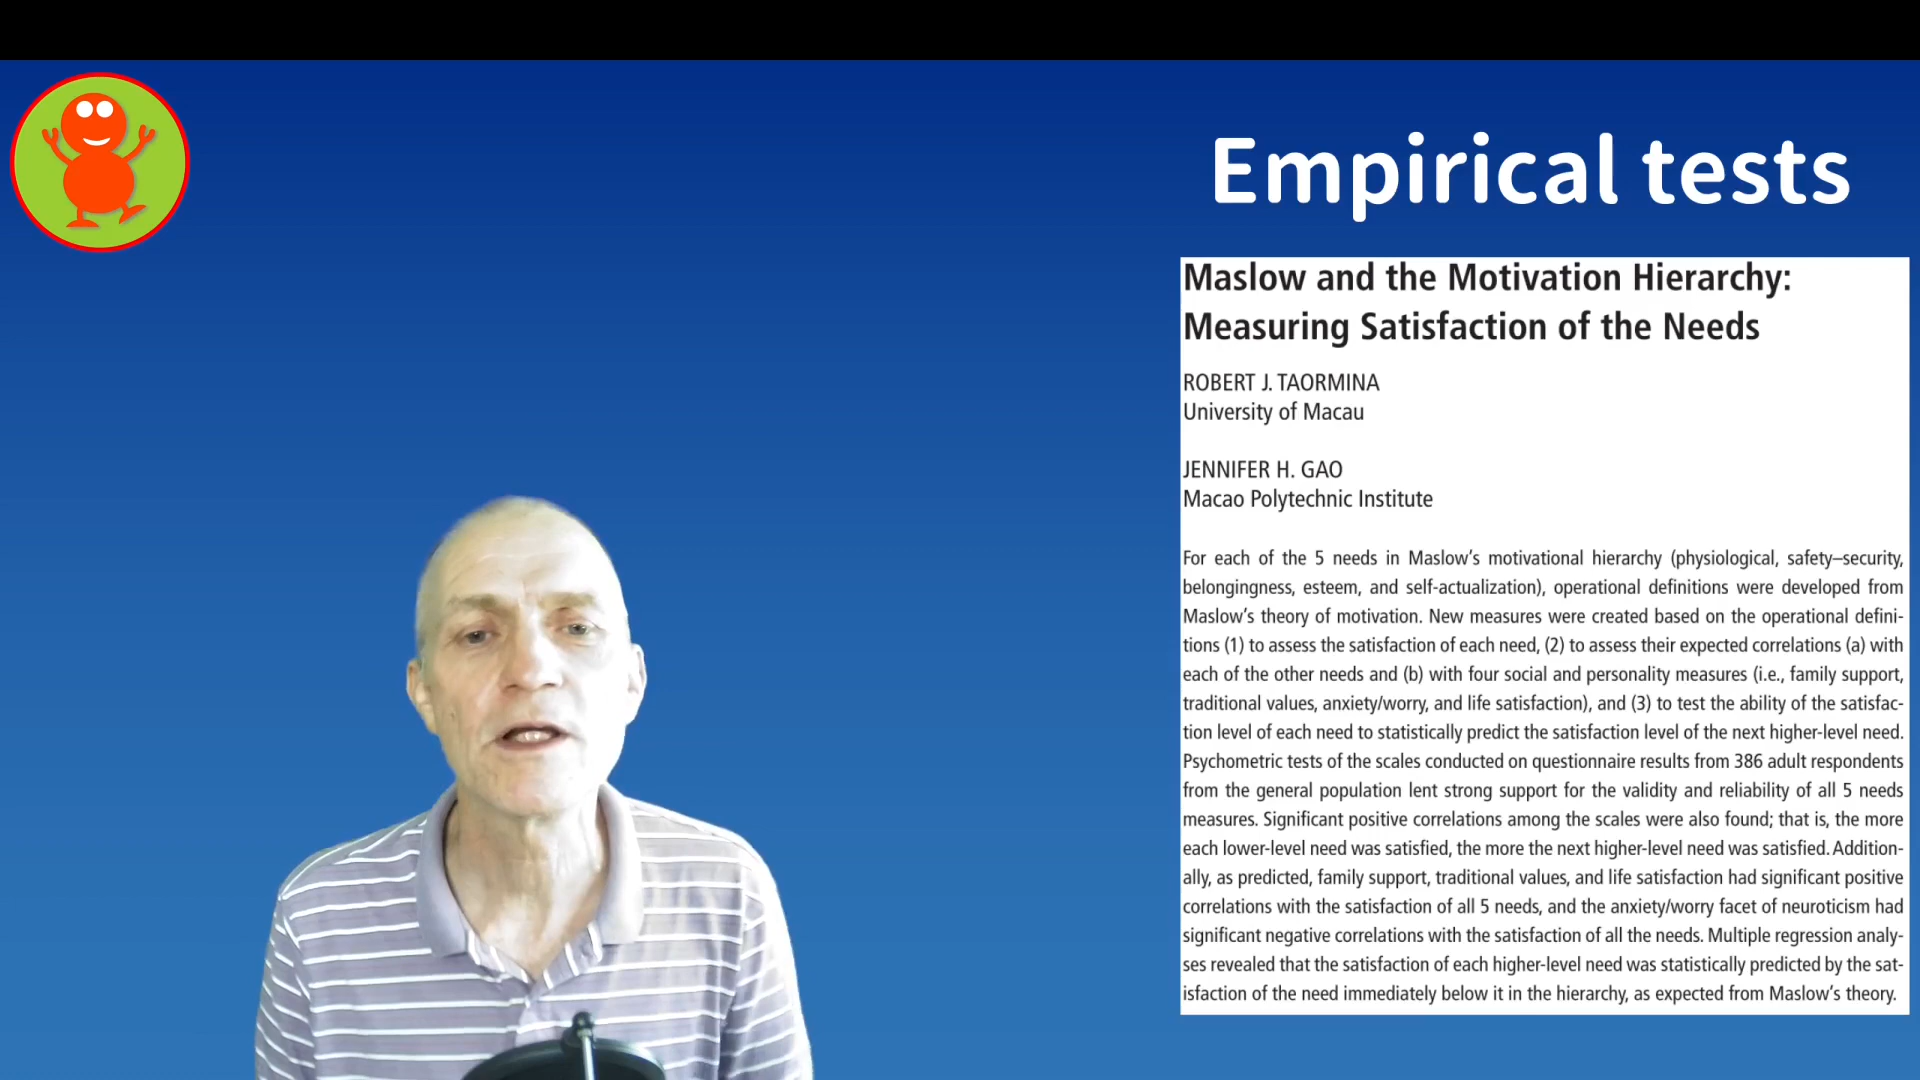 Empirical tests
Maslow and the Motivation Hierarchy:
Measuring Satisfaction of the Needs
ROBERT J. TAORMINA
University of Macau
JENNIFER H. GAO
Macao Polytechnic Institute
For each of the 5 needs in Maslow’s motivational hierarchy (physiological, safety–security,
belongingness, esteem, and self-actualization), operational definitions were developed from
Maslow’s theory of motivation. New measures were created based on the operational defini-
tions (1) to assess the satisfaction of each need, (2) to assess their expected correlations (a) with
each of the other needs and (b) with four social and personality measures (i.e., family support,
traditional values, anxiety/worry, and life satisfaction), and (3) to test the ability of the satisfac-
tion level of each need to statistically predict the satisfaction level of the next higher-level need.
Psychometric tests of the scales conducted on questionnaire results from 386 adult respondents
from the general population lent strong support for the validity and reliability of all 5 needs
measures. Significant positive correlations among the scales were also found; that is, the more
each lower-level need was satisfied, the more the next higher-level need was satisfied. Addition-
ally, as predicted, family support, traditional values, and life satisfaction had significant positive
correlations with the satisfaction of all 5 needs, and the anxiety/worry facet of neuroticism had
significant negative correlations with the satisfaction of all the needs. Multiple regression analy-
ses revealed that the satisfaction of each higher-level need was statistically predicted by the sat-
isfaction of the need immediately below it in the hierarchy, as expected from Maslow’s theory.